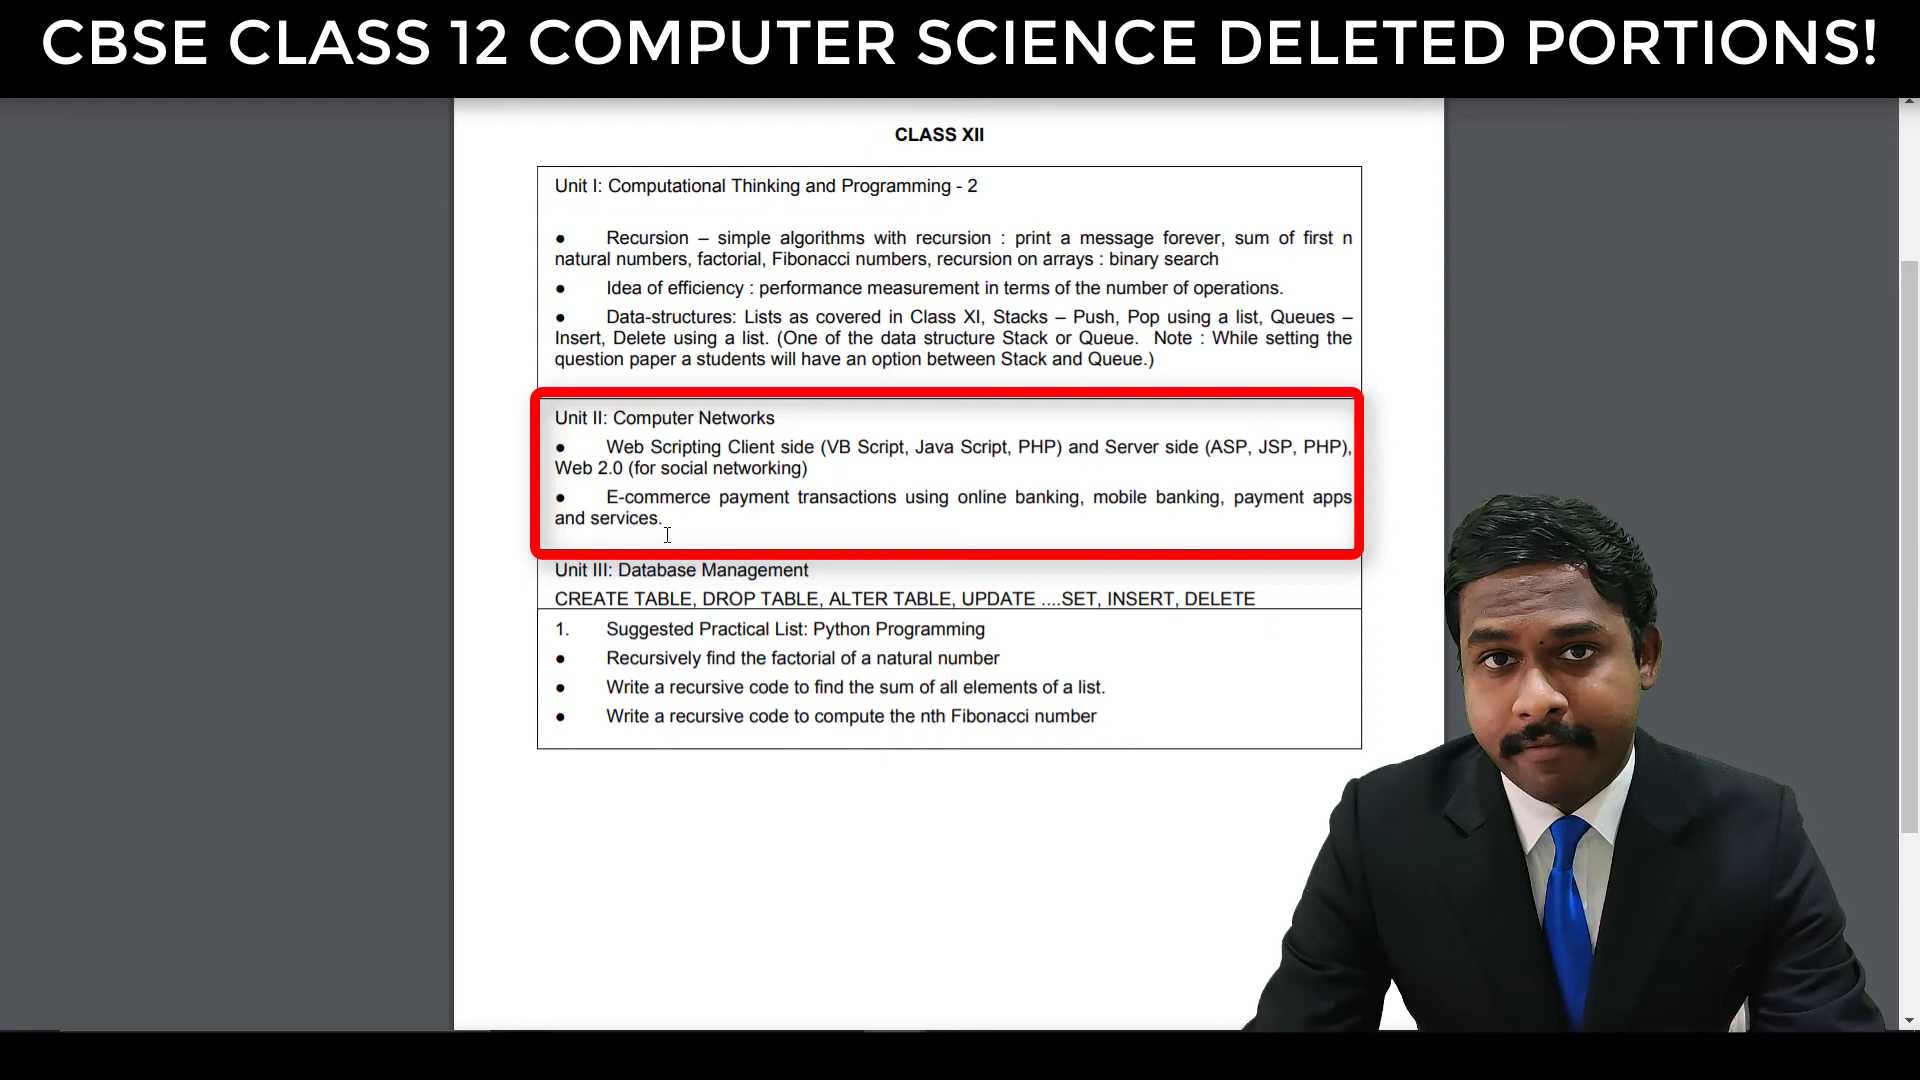 CBSE CLASS 12 COMPUTER SCIENCE DELETED PORTIONS!
CLASS XII
Unit I: Computational Thinking and Programming - 2
● Recursion – simple algorithms with recursion : print a message forever, sum of first n
natural numbers, factorial, Fibonacci numbers, recursion on arrays : binary search
● Idea of efficiency : performance measurement in terms of the number of operations.
● Data-structures: Lists as covered in Class XI, Stacks – Push, Pop using a list, Queues –
Insert, Delete using a list. (One of the data structure Stack or Queue. Note : While setting the
question paper a students will have an option between Stack and Queue.)
Unit II: Computer Networks
● Web Scripting Client side (VB Script, Java Script, PHP) and Server side (ASP, JSP, PHP),
Web 2.0 (for social networking)
● E-commerce payment transactions using online banking, mobile banking, payment apps
and services.
Unit III: Database Management
CREATE TABLE, DROP TABLE, ALTER TABLE, UPDATE ....SET, INSERT, DELETE
1. Suggested Practical List: Python Programming
● Recursively find the factorial of a natural number
● Write a recursive code to find the sum of all elements of a list.
● Write a recursive code to compute the nth Fibonacci number